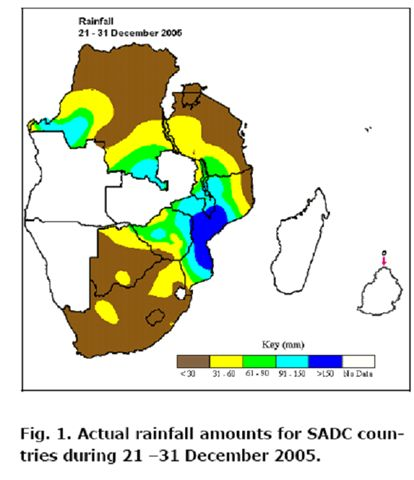 Rainfall
21 - 31 December 2005
Key (mm)
< 30 31 - 60 61 - 90 91 - 150 >150 No Data
Fig. 1. Actual rainfall amounts for SADC coun-
tries during 21 –31 December 2005.